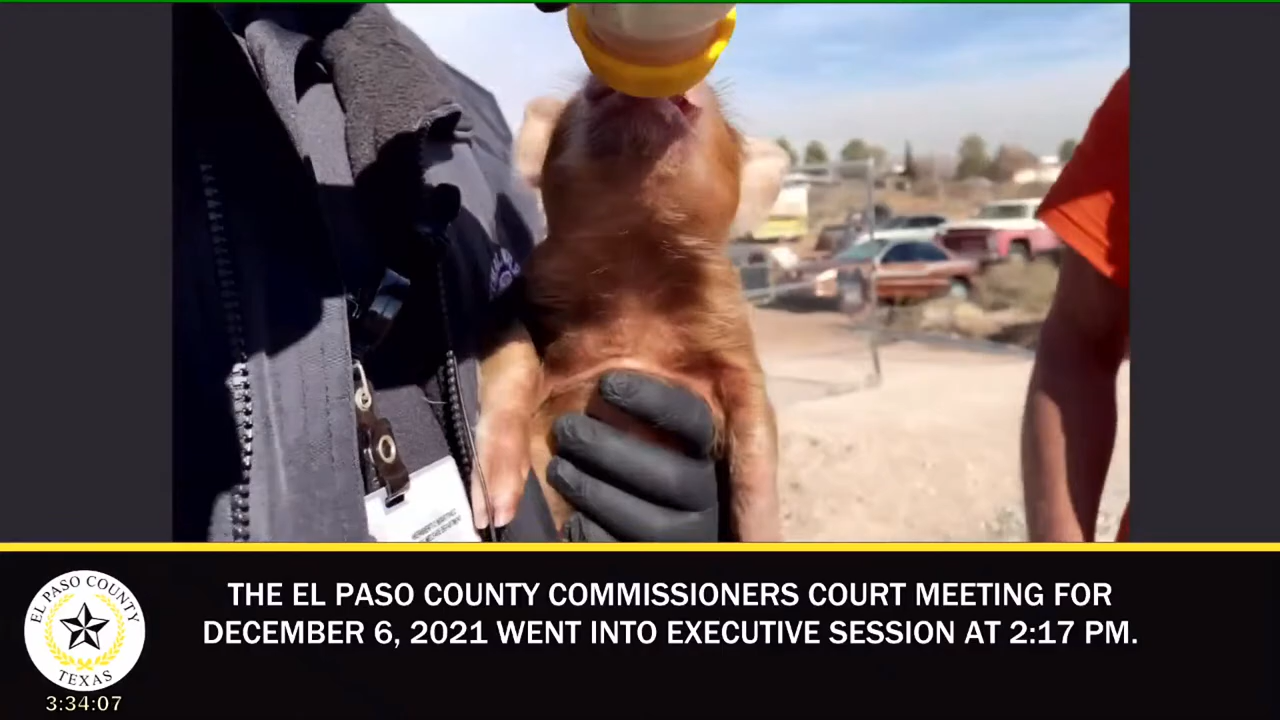 THE EL PASO COUNTY COMMISSIONERS COURT MEETING FOR
DECEMBER 6, 2021 WENT INTO EXECUTIVE SESSION AT 2:17 PM.
EL PASO COUNTY
TEXAS
3:34:07